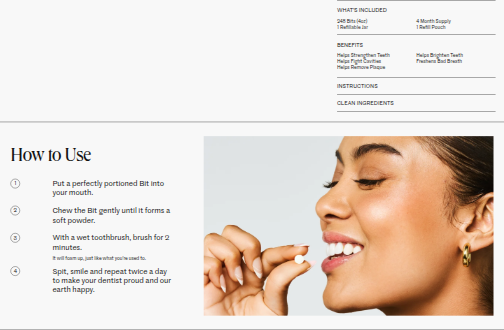 WHAT'S INCLUDED
248 Bits (4oz)
4 Month Supply
1 Refillable Jar
1 Refill Pouch
BENEFITS
Helps Strengthen Teeth
Helps Brighten Teeth
Helps Fight Cavities
Freshens Bad Breath
Helps Remove Plaque
INSTRUCTIONS
CLEAN INGREDIENTS
How to Use
1
Put a perfectly portioned Bit into
your mouth.
2
Chew the Bit gently until it forms a
soft powder.
3
With a wet toothbrush, brush for 2
minutes.
It will foam up, just like what you're used to.
4
Spit, smile and repeat twice a day
to make your dentist proud and our
earth happy.